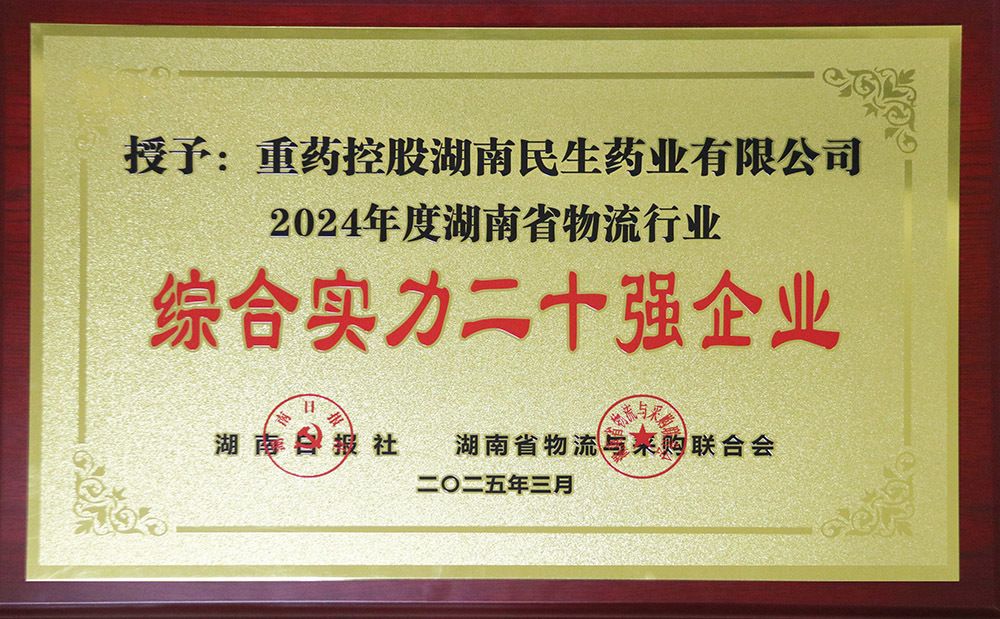 授予：重药控股湖南民生药业有限公司
2024年度湖南省物流行业
综合实力二十强企业
湖南日报社 湖南省物流与采购联合会
二〇二五年三月